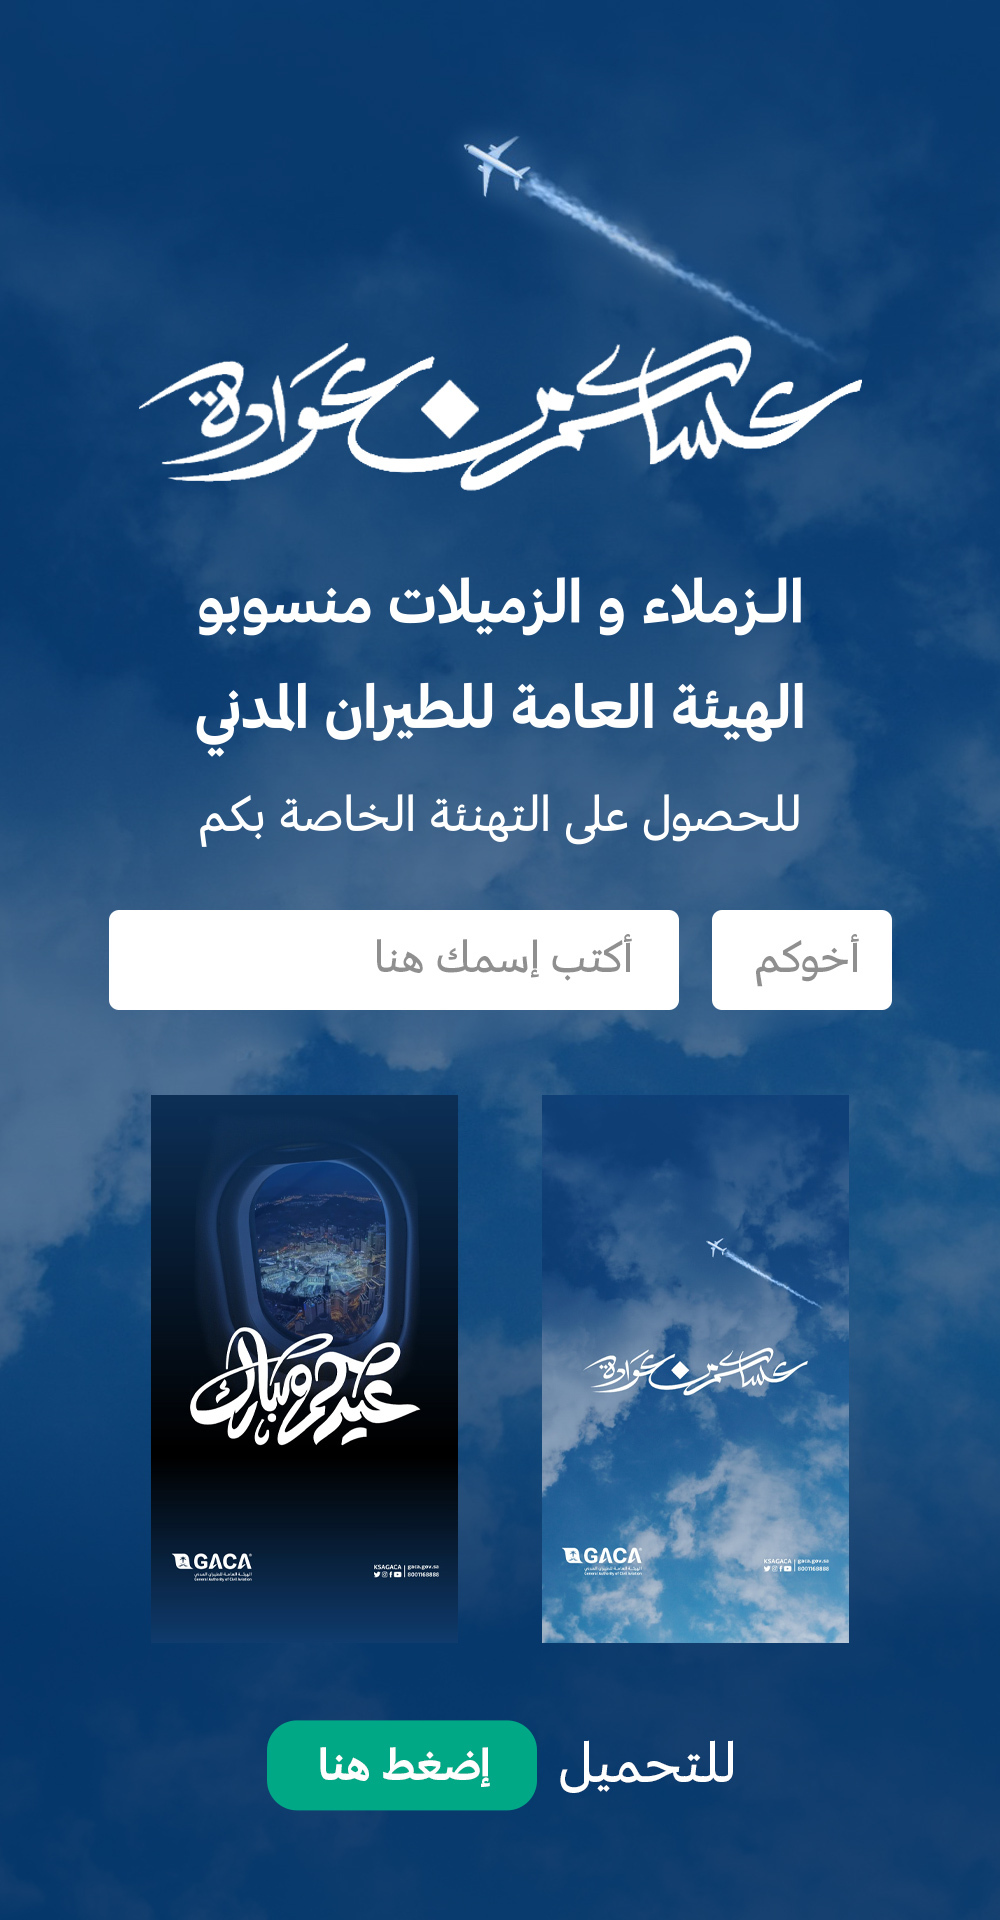 عساكم من عواده
الـزملاء و الزميلات منسوبو
الهيئة العامة للطيران المدني
للحصول على التهنئة الخاصة بكم
أخوكم
أكتب إسمك هنا
عساكم من عواده
GACA
الهيئة العامة للطيران المدني
General Authority of Civil Aviation
KSAGACA | gaca.gov.sa
8001168888
عيدكم مبارك
GACA
الهيئة العامة للطيران المدني
General Authority of Civil Aviation
KSAGACA | gaca.gov.sa
8001168888
للتحميل
إضغط هنا